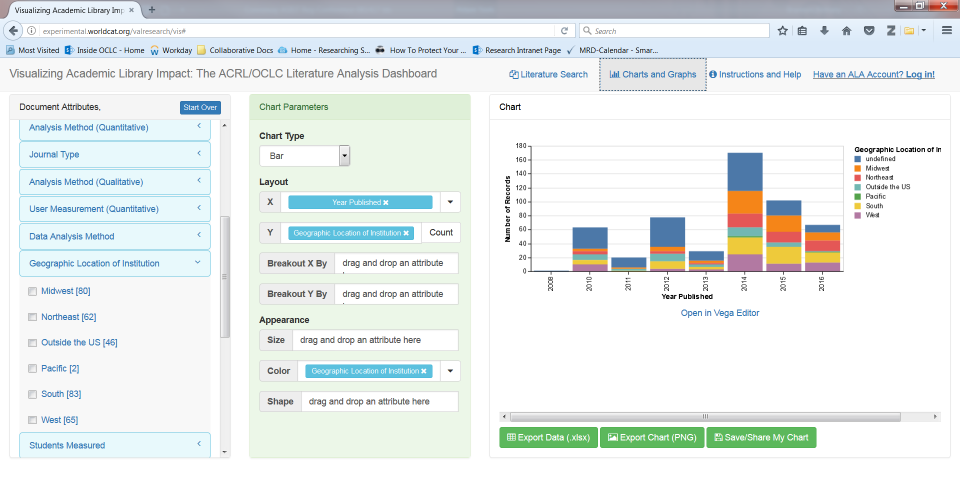 Visualizing Academic Library Imp
experimental.worldcat.org/valresearch/vis#
Search
Most Visited
Inside OCLC - Home
Workday
Collaborative Docs
Home - Researching S...
How To Protect Your ...
Research Intranet Page
MRD-Calendar - Smar...
Visualizing Academic Library Impact: The ACRL/OCLC Literature Analysis Dashboard
Literature Search
Charts and Graphs
Instructions and Help
Have an ALA Account? Log in!
Document Attributes,
Start Over
Analysis Method (Quantitative)
Journal Type
Analysis Method (Qualitative)
User Measurement (Quantitative)
Data Analysis Method
Geographic Location of Institution
Midwest [80]
Northeast [62]
Outside the US [46]
Pacific [2]
South [83]
West [65]
Students Measured
Chart Parameters
Chart Type
Bar
Layout
X
Year Published
Y
Geographic Location of Institution
Count
Breakout X By
drag and drop an attribute
Breakout Y By
drag and drop an attribute
Appearance
Size
drag and drop an attribute here
Color
Geographic Location of Institution
Shape
drag and drop an attribute here
Chart
Number of Records
180
160
140
120
100
80
60
40
20
0
2008
2010
2011
2012
2013
2014
2015
2016
Year Published
Geographic Location of In
undefined
Midwest
Northeast
Outside the US
Pacific
South
West
Open in Vega Editor
Export Data (.xlsx)
Export Chart (PNG)
Save/Share My Chart